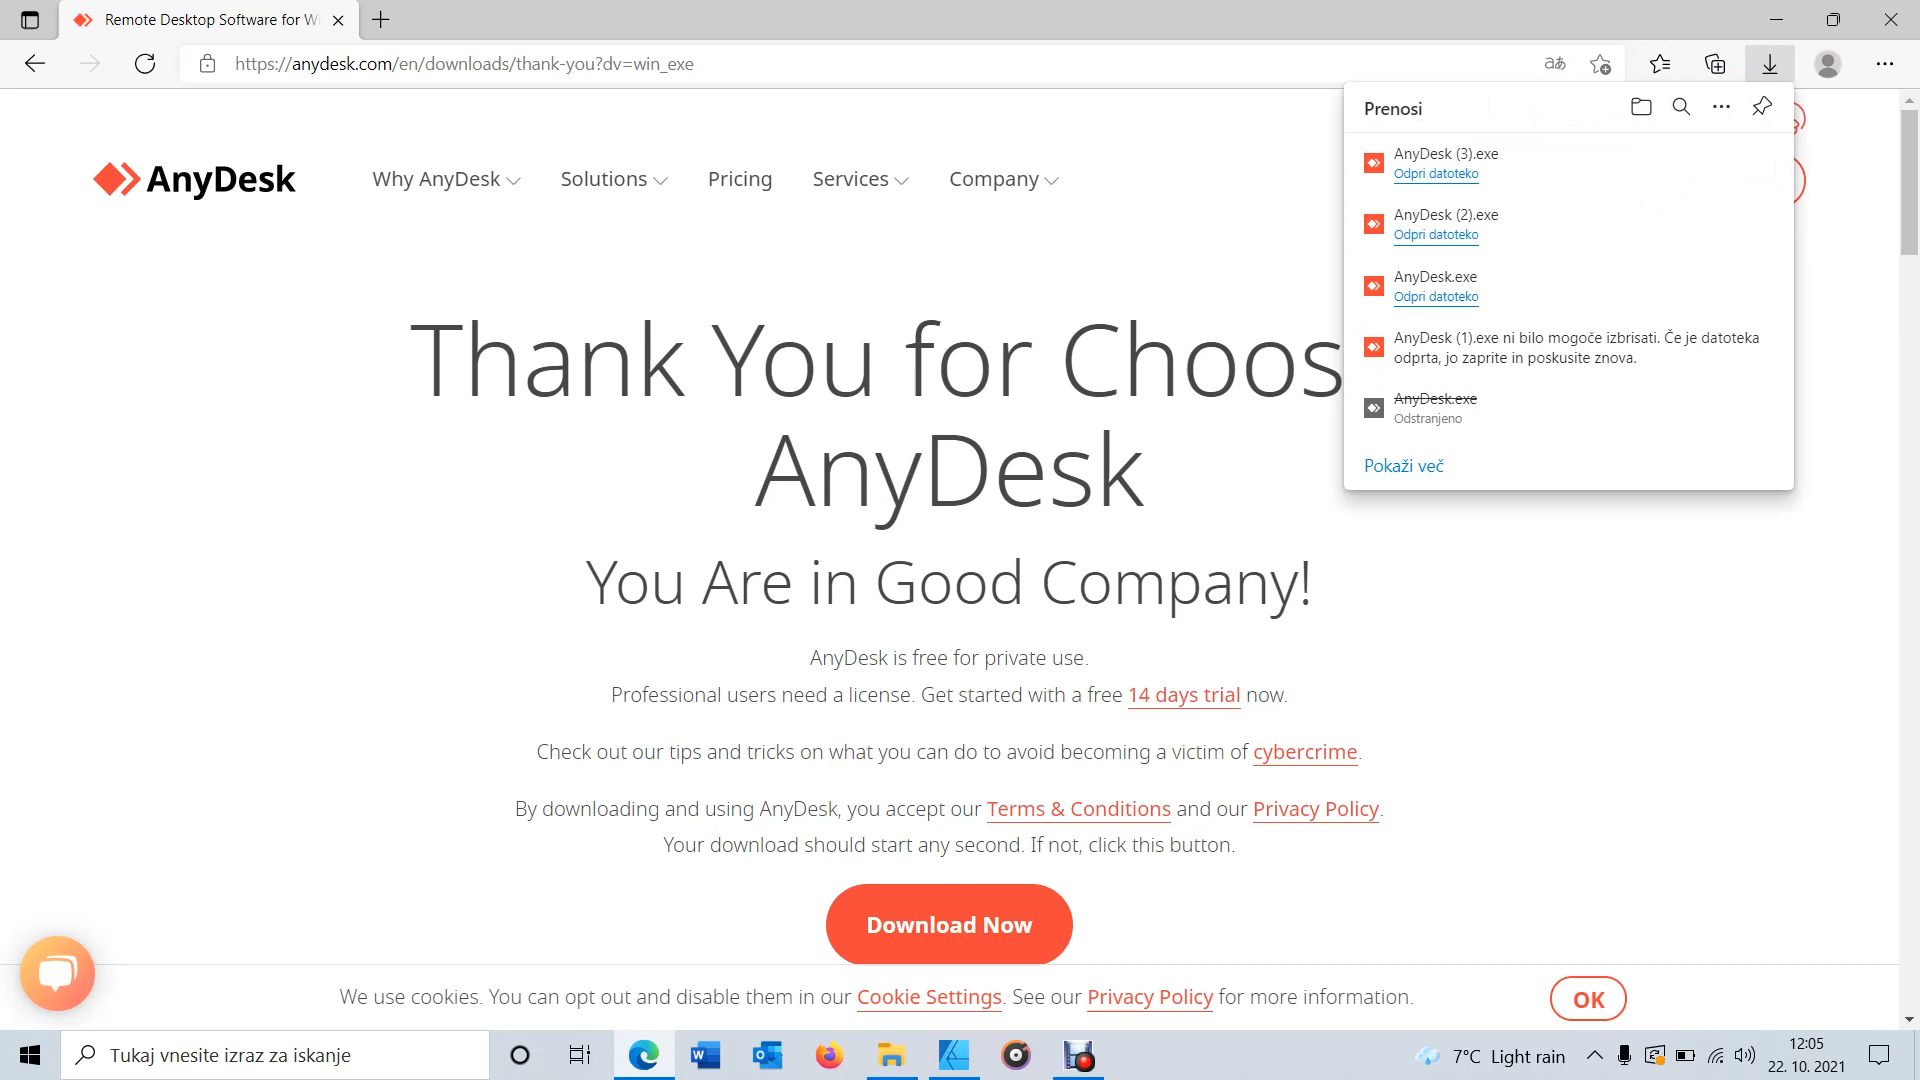 Remote Desktop Software for Wi
https://anydesk.com/en/downloads/thank-you?dv=win_exe
Prenosi
AnyDesk (3).exe
Odpri datoteko
AnyDesk (2).exe
Odpri datoteko
AnyDesk.exe
Odpri datoteko
AnyDesk (1).exe ni bilo mogoče izbrisati. Če je datoteka
odprta, jo zaprite in poskusite znova.
AnyDesk.exe
Odstranjeno
Pokaži več
AnyDesk
Why AnyDesk
Solutions
Pricing
Services
Company
Thank You for Choos
AnyDesk
You Are in Good Company!
AnyDesk is free for private use.
Professional users need a license. Get started with a free 14 days trial now.
Check out our tips and tricks on what you can do to avoid becoming a victim of cybercrime.
By downloading and using AnyDesk, you accept our Terms & Conditions and our Privacy Policy.
Your download should start any second. If not, click this button.
Download Now
We use cookies. You can opt out and disable them in our Cookie Settings. See our Privacy Policy for more information.
OK
Tukaj vnesite izraz za iskanje
7°C Light rain
12:05
22. 10. 2021